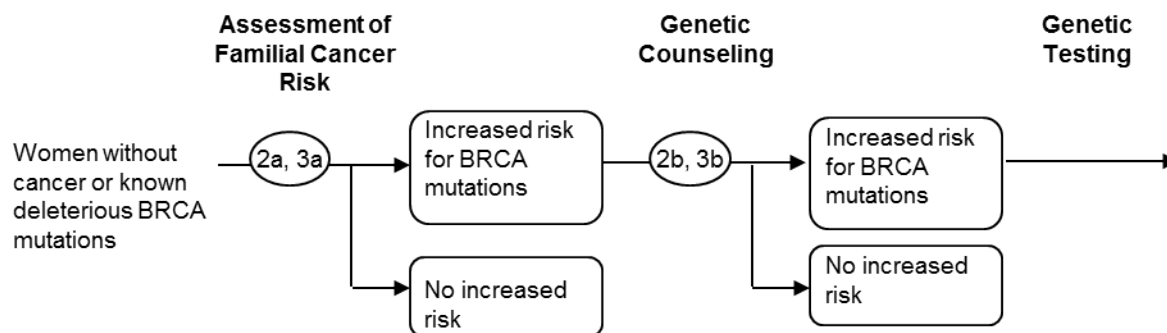 Assessment of
Familial Cancer
Risk
Genetic
Counseling
Genetic
Testing
Women without
cancer or known
deleterious BRCA
mutations
2a, 3a
Increased risk
for BRCA
mutations
No increased
risk
2b, 3b
Increased risk
for BRCA
mutations
No increased
risk